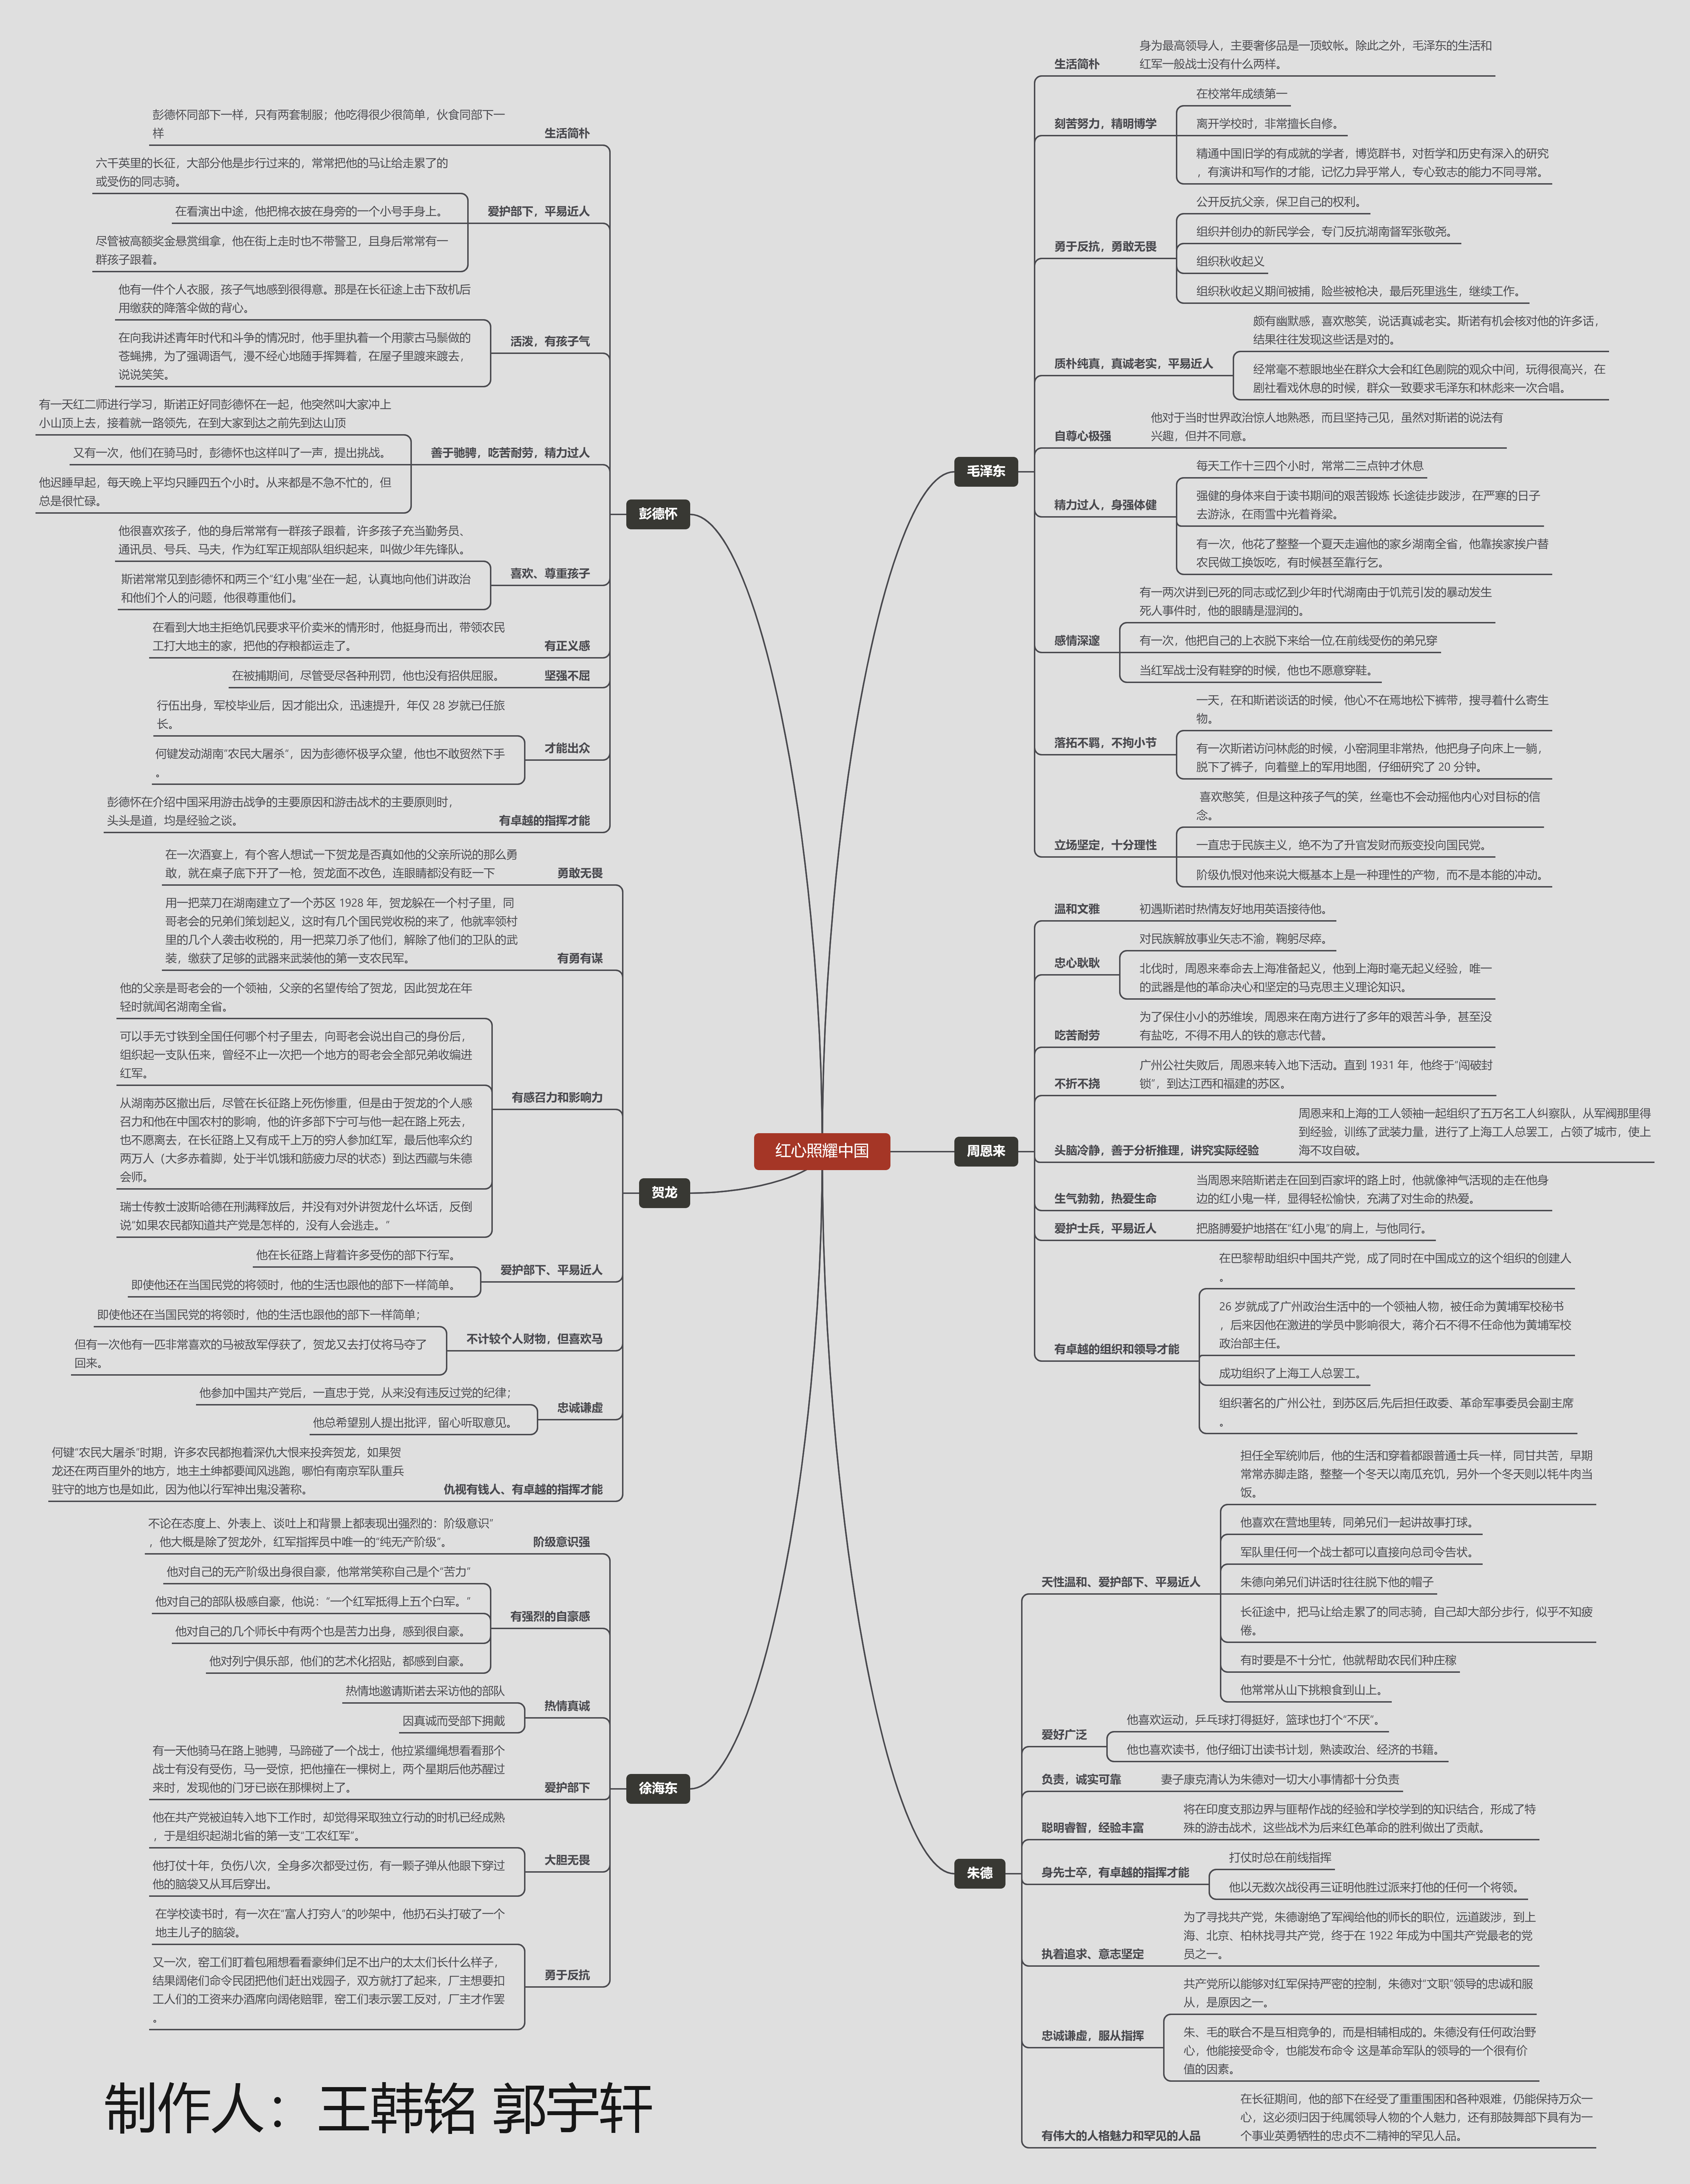 红心照耀中国
毛泽东
生活简朴
身为最高领导人，主要奢侈品是一顶蚊帐。除此之外，毛泽东的生活和
红军一般战士没有什么两样。
刻苦努力，精明博学
在校常年成绩第一
离开学校时，非常擅长自修。
精通中国旧学的有成就的学者，博览群书，对哲学和历史有深入的研究
，有演讲和写作的才能，记忆力异乎常人，专心致志的能力不同寻常。
勇于反抗，勇敢无畏
公开反抗父亲，保卫自己的权利。
组织并创办的新民学会，专门反抗湖南督军张敬尧。
组织秋收起义
组织秋收起义期间被捕，险些被枪决，最后死里逃生，继续工作。
质朴纯真，真诚老实，平易近人
颇有幽默感，喜欢憨笑，说话真诚老实。斯诺有机会核对他的许多话，
结果往往发现这些话是对的。
经常毫不惹眼地坐在群众大会和红色剧院的观众中间，玩得很高兴，在
剧社看戏休息的时候，群众一致要求毛泽东和林彪来一次合唱。
自尊心极强
他对于当时世界政治惊人地熟悉，而且坚持己见，虽然对斯诺的说法有
兴趣，但并不同意。
精力过人，身强体健
每天工作十三四个小时，常常二三点钟才休息
强健的身体来自于读书期间的艰苦锻炼 长途徒步跋涉，在严寒的日子
去游泳，在雨雪中光着脊梁。
有一次，他花了整整一个夏天走遍他的家乡湖南全省，他靠挨家挨户替
农民做工换饭吃，有时候甚至靠行乞。
感情深邃
有一两次讲到已死的同志或忆到少年时代湖南由于饥荒引发的暴动发生
死人事件时，他的眼睛是湿润的。
有一次，他把自己的上衣脱下来给一位,在前线受伤的弟兄穿
当红军战士没有鞋穿的时候，他也不愿意穿鞋。
落拓不羁，不拘小节
一天，在和斯诺谈话的时候，他心不在焉地松下裤带，搜寻着什么寄生
物。
有一次斯诺访问林彪的时候，小窑洞里非常热，他把身子向床上一躺，
脱下了裤子，向着壁上的军用地图，仔细研究了 20 分钟。
立场坚定，十分理性
喜欢憨笑，但是这种孩子气的笑，丝毫也不会动摇他内心对目标的信
念。
一直忠于民族主义，绝不为了升官发财而叛变投向国民党。
阶级仇恨对他来说大概基本上是一种理性的产物，而不是本能的冲动。
周恩来
温和文雅
初遇斯诺时热情友好地用英语接待他。
忠心耿耿
对民族解放事业矢志不渝，鞠躬尽瘁。
北伐时，周恩来奉命去上海准备起义，他到上海时毫无起义经验，唯一
的武器是他的革命决心和坚定的马克思主义理论知识。
吃苦耐劳
为了保住小小的苏维埃，周恩来在南方进行了多年的艰苦斗争，甚至没
有盐吃，不得不用人的铁的意志代替。
不折不挠
广州公社失败后，周恩来转入地下活动。直到 1931 年，他终于“闯破封
锁”，到达江西和福建的苏区。
头脑冷静，善于分析推理，讲究实际经验
周恩来和上海的工人领袖一起组织了五万名工人纠察队，从军阀那里得
到经验，训练了武装力量，进行了上海工人总罢工，占领了城市，使上
海不攻自破。
生气勃勃，热爱生命
当周恩来陪斯诺走在回到百家坪的路上时，他就像神气活现的走在他身
边的红小鬼一样，显得轻松愉快，充满了对生命的热爱。
爱护士兵，平易近人
把胳膊爱护地搭在“红小鬼”的肩上，与他同行。
有卓越的组织和领导才能
在巴黎帮助组织中国共产党，成了同时在中国成立的这个组织的创建人
。
26 岁就成了广州政治生活中的一个领袖人物，被任命为黄埔军校秘书
，后来因他在激进的学员中影响很大，蒋介石不得不任命他为黄埔军校
政治部主任。
成功组织了上海工人总罢工。
组织著名的广州公社，到苏区后,先后担任政委、革命军事委员会副主席
。
朱德
天性温和、爱护部下、平易近人
担任全军统帅后，他的生活和穿着都跟普通士兵一样，同甘共苦，早期
常常赤脚走路，整整一个冬天以南瓜充饥，另外一个冬天则以牦牛肉当
饭。
他喜欢在营地里转，同弟兄们一起讲故事打球。
军队里任何一个战士都可以直接向总司令告状。
朱德向弟兄们讲话时往往脱下他的帽子
长征途中，把马让给走累了的同志骑，自己却大部分步行，似乎不知疲
倦。
有时要是不十分忙，他就帮助农民们种庄稼
他常常从山下挑粮食到山上。
爱好广泛
他喜欢运动，乒乓球打得挺好，篮球也打个“不厌”。
他也喜欢读书，他仔细订出读书计划，熟读政治、经济的书籍。
负责，诚实可靠
妻子康克清认为朱德对一切大小事情都十分负责
聪明睿智，经验丰富
将在印度支那边界与匪帮作战的经验和学校学到的知识结合，形成了特
殊的游击战术，这些战术为后来红色革命的胜利做出了贡献。
身先士卒，有卓越的指挥才能
打仗时总在前线指挥
他以无数次战役再三证明他胜过派来打他的任何一个将领。
执着追求、意志坚定
为了寻找共产党，朱德谢绝了军阀给他的师长的职位，远道跋涉，到上
海、北京、柏林找寻共产党，终于在 1922 年成为中国共产党最老的党
员之一。
忠诚谦虚，服从指挥
共产党所以能够对红军保持严密的控制，朱德对“文职”领导的忠诚和服
从，是原因之一。
朱、毛的联合不是互相竞争的，而是相辅相成的。朱德没有任何政治野
心，他能接受命令，也能发布命令 这是革命军队的领导的一个很有价
值的因素。
有伟大的人格魅力和罕见的人品
在长征期间，他的部下在经受了重重围困和各种艰难，仍能保持万众一
心，这必须归因于纯属领导人物的个人魅力，还有那鼓舞部下具有为一
个事业英勇牺牲的忠贞不二精神的罕见人品。
彭德怀
生活简朴
彭德怀同部下一样，只有两套制服；他吃得很少很简单，伙食同部下一
样
爱护部下，平易近人
六千英里的长征，大部分他是步行过来的，常常把他的马让给走累了的
或受伤的同志骑。
在看演出中途，他把棉衣披在身旁的一个小号手身上。
尽管被高额奖金悬赏缉拿，他在街上走时也不带警卫，且身后常常有一
群孩子跟着。
活泼，有孩子气
他有一件个人衣服，孩子气地感到很得意。那是在长征途上击下敌机后
用缴获的降落伞做的背心。
在向我讲述青年时代和斗争的情况时，他手里执着一个用蒙古马鬃做的
苍蝇拂，为了强调语气，漫不经心地随手挥舞着，在屋子里踱来踱去，
说说笑笑。
善于驰骋，吃苦耐劳，精力过人
有一天红二师进行学习，斯诺正好同彭德怀在一起，他突然叫大家冲上
小山顶上去，接着就一路领先，在到大家到达之前先到达山顶
又有一次，他们在骑马时，彭德怀也这样叫了一声，提出挑战。
他迟睡早起，每天晚上平均只睡四五个小时。从来都是不急不忙的，但
总是很忙碌。
喜欢、尊重孩子
他很喜欢孩子，他的身后常常有一群孩子跟着，许多孩子充当勤务员、
通讯员、号兵、马夫，作为红军正规部队组织起来，叫做少年先锋队。
斯诺常常见到彭德怀和两三个“红小鬼”坐在一起，认真地向他们讲政治
和他们个人的问题，他很尊重他们。
有正义感
在看到大地主拒绝饥民要求平价卖米的情形时，他挺身而出，带领农民
工打大地主的家，把他的存粮都运走了。
坚强不屈
在被捕期间，尽管受尽各种刑罚，他也没有招供屈服。
才能出众
行伍出身，军校毕业后，因才能出众，迅速提升，年仅 28 岁就已任旅
长。
何键发动湖南“农民大屠杀”，因为彭德怀极孚众望，他也不敢贸然下手
。
有卓越的指挥才能
彭德怀在介绍中国采用游击战争的主要原因和游击战术的主要原则时，
头头是道，均是经验之谈。
贺龙
勇敢无畏
在一次酒宴上，有个客人想试一下贺龙是否真如他的父亲所说的那么勇
敢，就在桌子底下开了一枪，贺龙面不改色，连眼睛都没有眨一下
有勇有谋
用一把菜刀在湖南建立了一个苏区 1928 年，贺龙躲在一个村子里，同
哥老会的兄弟们策划起义，这时有几个国民党收税的来了，他就率领村
里的几个人袭击收税的，用一把菜刀杀了他们，解除了他们的卫队的武
装，缴获了足够的武器来武装他的第一支农民军。
有感召力和影响力
他的父亲是哥老会的一个领袖，父亲的名望传给了贺龙，因此贺龙在年
轻时就闻名湖南全省。
可以手无寸铁到全国任何哪个村子里去，向哥老会说出自己的身份后，
组织起一支队伍来，曾经不止一次把一个地方的哥老会全部兄弟收编进
红军。
从湖南苏区撤出后，尽管在长征路上死伤惨重，但是由于贺龙的个人感
召力和他在中国农村的影响，他的许多部下宁可与他一起在路上死去，
也不愿离去，在长征路上又有成千上万的穷人参加红军，最后他率众约
两万人（大多赤着脚，处于半饥饿和筋疲力尽的状态）到达西藏与朱德
会师。
瑞士传教士波斯哈德在刑满释放后，并没有对外讲贺龙什么坏话，反倒
说“如果农民都知道共产党是怎样的，没有人会逃走。”
爱护部下、平易近人
他在长征路上背着许多受伤的部下行军。
即使他还在当国民党的将领时，他的生活也跟他的部下一样简单。
不计较个人财物，但喜欢马
即使他还在当国民党的将领时，他的生活也跟他的部下一样简单；
但有一次他有一匹非常喜欢的马被敌军俘获了，贺龙又去打仗将马夺了
回来。
忠诚谦虚
他参加中国共产党后，一直忠于党，从来没有违反过党的纪律；
他总希望别人提出批评，留心听取意见。
仇视有钱人、有卓越的指挥才能
何键“农民大屠杀”时期，许多农民都抱着深仇大恨来投奔贺龙，如果贺
龙还在两百里外的地方，地主土绅都要闻风逃跑，哪怕有南京军队重兵
驻守的地方也是如此，因为他以行军神出鬼没著称。
徐海东
阶级意识强
不论在态度上、外表上、谈吐上和背景上都表现出强烈的：阶级意识”
，他大概是除了贺龙外，红军指挥员中唯一的“纯无产阶级”。
有强烈的自豪感
他对自己的无产阶级出身很自豪，他常常笑称自己是个“苦力”
他对自己的部队极感自豪，他说：“一个红军抵得上五个白军。”
他对自己的几个师长中有两个也是苦力出身，感到很自豪。
他对列宁俱乐部，他们的艺术化招贴，都感到自豪。
热情真诚
热情地邀请斯诺去采访他的部队
因真诚而受部下拥戴
爱护部下
有一天他骑马在路上驰骋，马蹄碰了一个战士，他拉紧缰绳想看看那个
战士有没有受伤，马一受惊，把他撞在一棵树上，两个星期后他苏醒过
来时，发现他的门牙已嵌在那棵树上了。
大胆无畏
他在共产党被迫转入地下工作时，却觉得采取独立行动的时机已经成熟
，于是组织起湖北省的第一支“工农红军”。
他打仗十年，负伤八次，全身多次都受过伤，有一颗子弹从他眼下穿过
他的脑袋又从耳后穿出。
勇于反抗
在学校读书时，有一次在“富人打穷人”的吵架中，他扔石头打破了一个
地主儿子的脑袋。
又一次，窑工们盯着包厢想看看豪绅们足不出户的太太们长什么样子，
结果阔佬们命令民团把他们赶出戏园子，双方就打了起来，厂主想要扣
工人们的工资来办酒席向阔佬赔罪，窑工们表示罢工反对，厂主才作罢
。
制作人：王韩铭 郭宇轩